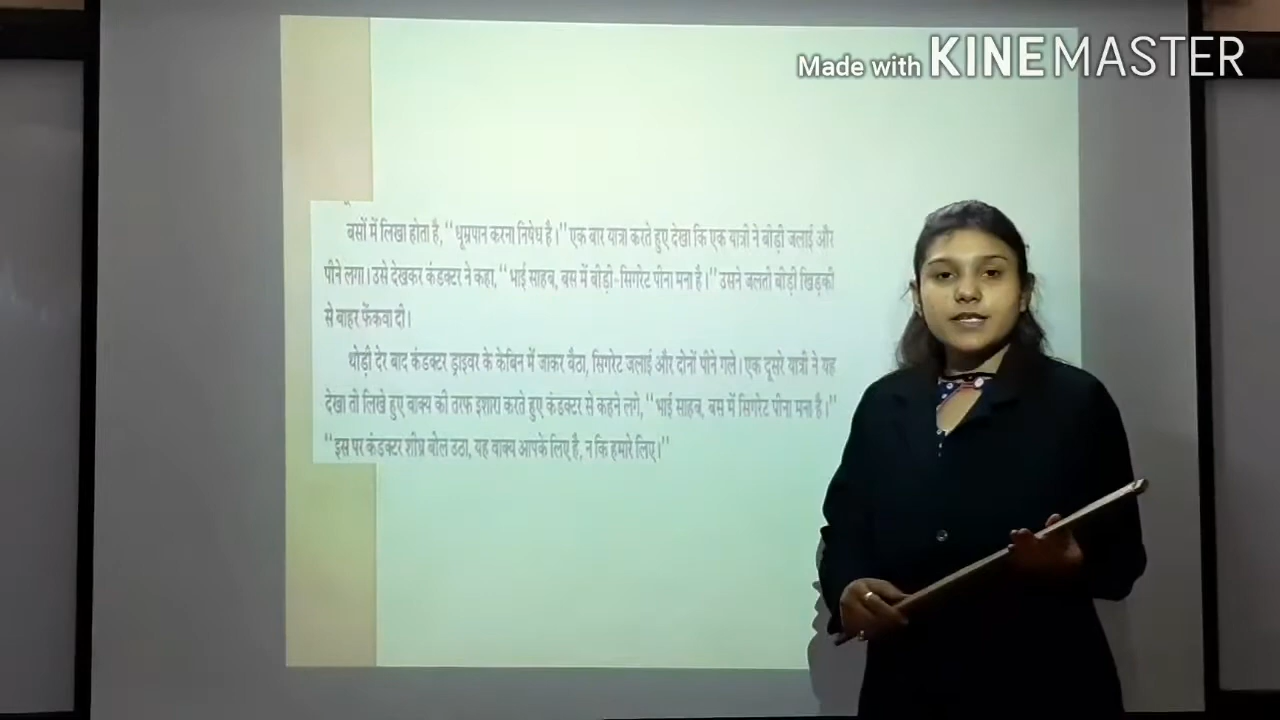 Made with KINEMASTER
बसों में लिखा होता है, “धूम्रपान करना निषेध है।” एक बार यात्रा करते हुए देखा कि एक यात्री ने बीड़ी जलाई और
पीने लगा। उसे देखकर कंडक्टर ने कहा, “भाई साहब, बस में बीड़ी-सिगरेट पीना मना है।” उसने जलती बीड़ी खिड़की
से बाहर फेंकवा दी।
थोड़ी देर बाद कंडक्टर ड्राइवर के केबिन में जाकर बैठा, सिगरेट जलाई और दोनों पीने गले। एक दूसरे यात्री ने यह
देखा तो लिखे हुए वाक्य की तरफ इशारा करते हुए कंडक्टर से कहने लगे, “भाई साहब, बस में सिगरेट पीना मना है।”
“इस पर कंडक्टर शीघ्र बोल उठा, यह वाक्य आपके लिए है, न कि हमारे लिए।”